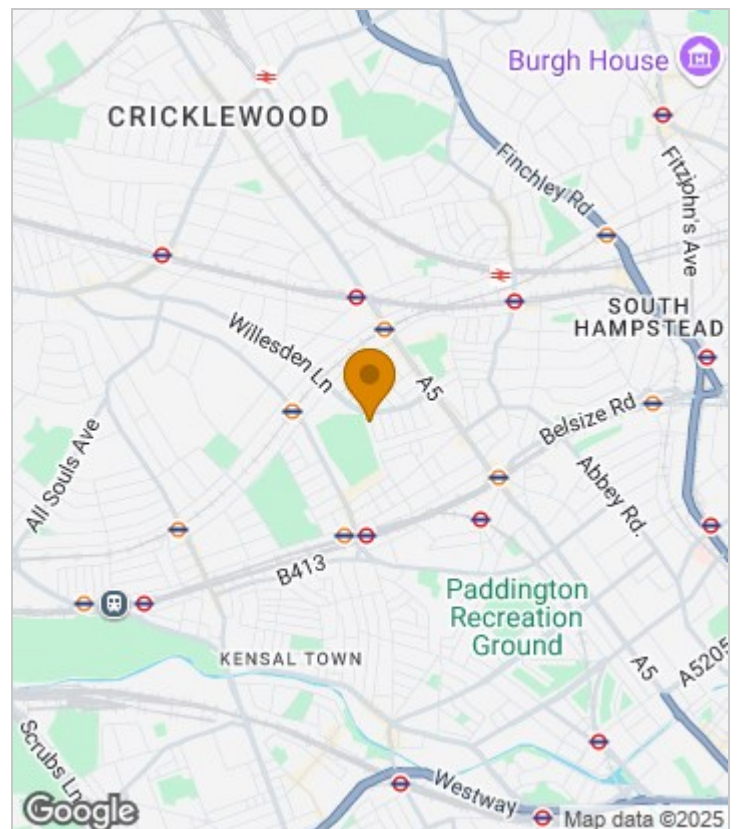 Burgh House
CRICKLEWOOD
Finchley Rd
Fitzjohn's Ave
SOUTH
HAMPSTEAD
Willesden Ln
A5
Belsize Rd
All Souls Ave
Abbey Rd.
B413
Paddington
Recreation
Ground
KENSAL TOWN
A5
A5205
Scrubs Ln
Westway
Google
Map data ©2025